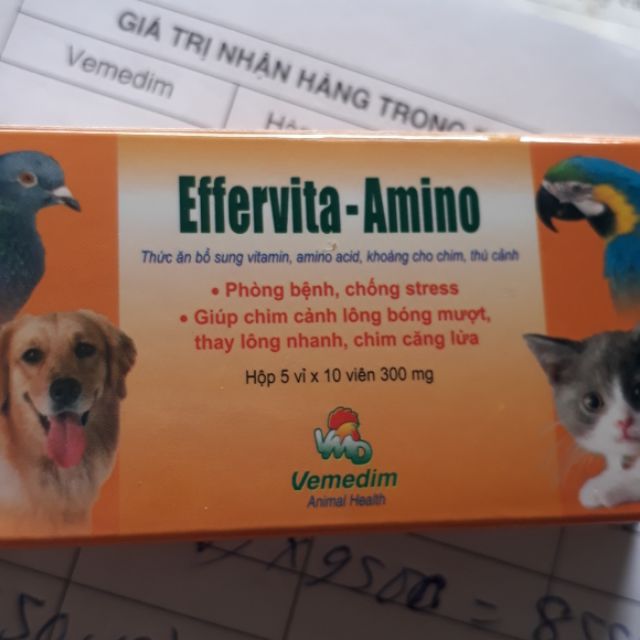 GIÁ TRỊ NHẬN HÀNG TRONG
Vemedim
Effervita-Amino
Thức ăn bổ sung vitamin, amino acid, khoáng cho chim, thú cảnh
• Phòng bệnh, chống stress
• Giúp chim cảnh lông bóng mượt,
thay lông nhanh, chim căng lửa
Hộp 5 vỉ x 10 viên 300 mg
VMD
Vemedim
Animal Health